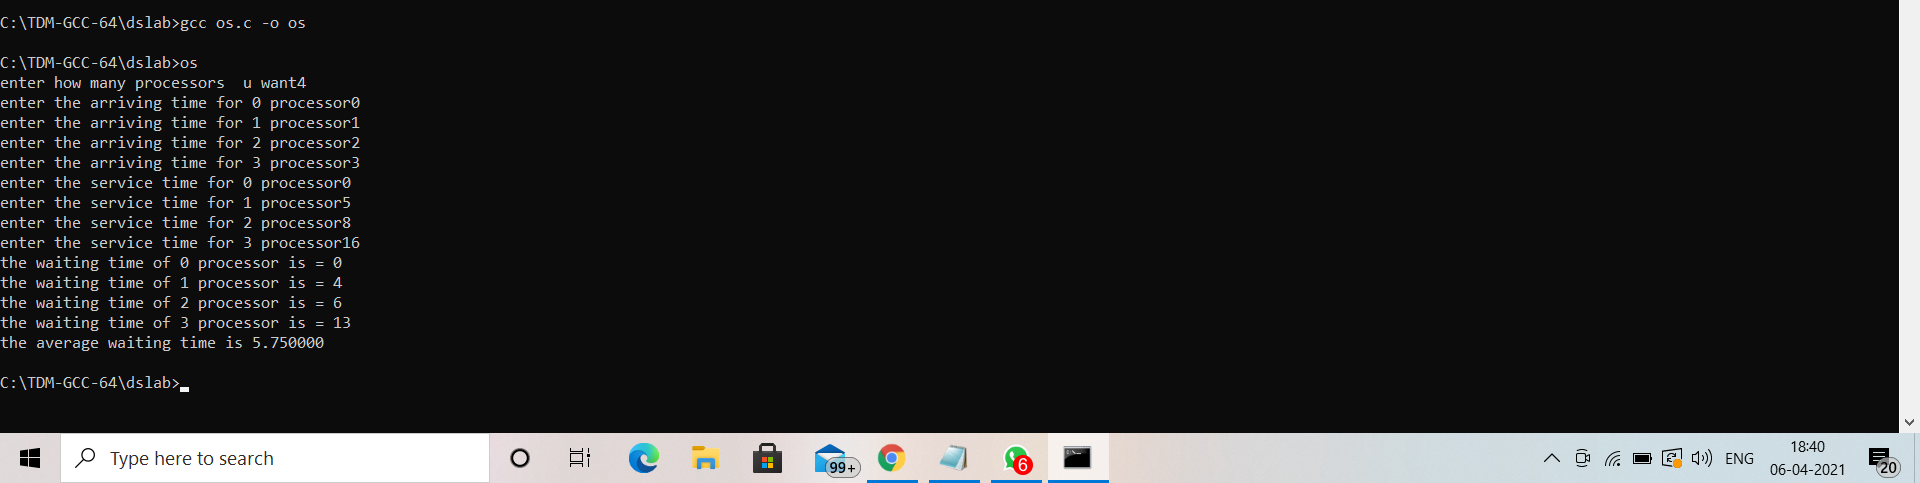 C:\TDM-GCC-64\dslab>gcc os.c -o os
C:\TDM-GCC-64\dslab>os
enter how many processors  u want4
enter the arriving time for 0 processor0
enter the arriving time for 1 processor1
enter the arriving time for 2 processor2
enter the arriving time for 3 processor3
enter the service time for 0 processor0
enter the service time for 1 processor5
enter the service time for 2 processor8
enter the service time for 3 processor16
the waiting time of 0 processor is = 0
the waiting time of 1 processor is = 4
the waiting time of 2 processor is = 6
the waiting time of 3 processor is = 13
the average waiting time is 5.750000
C:\TDM-GCC-64\dslab>
Type here to search
99+
6
ENG
18:40
06-04-2021
20